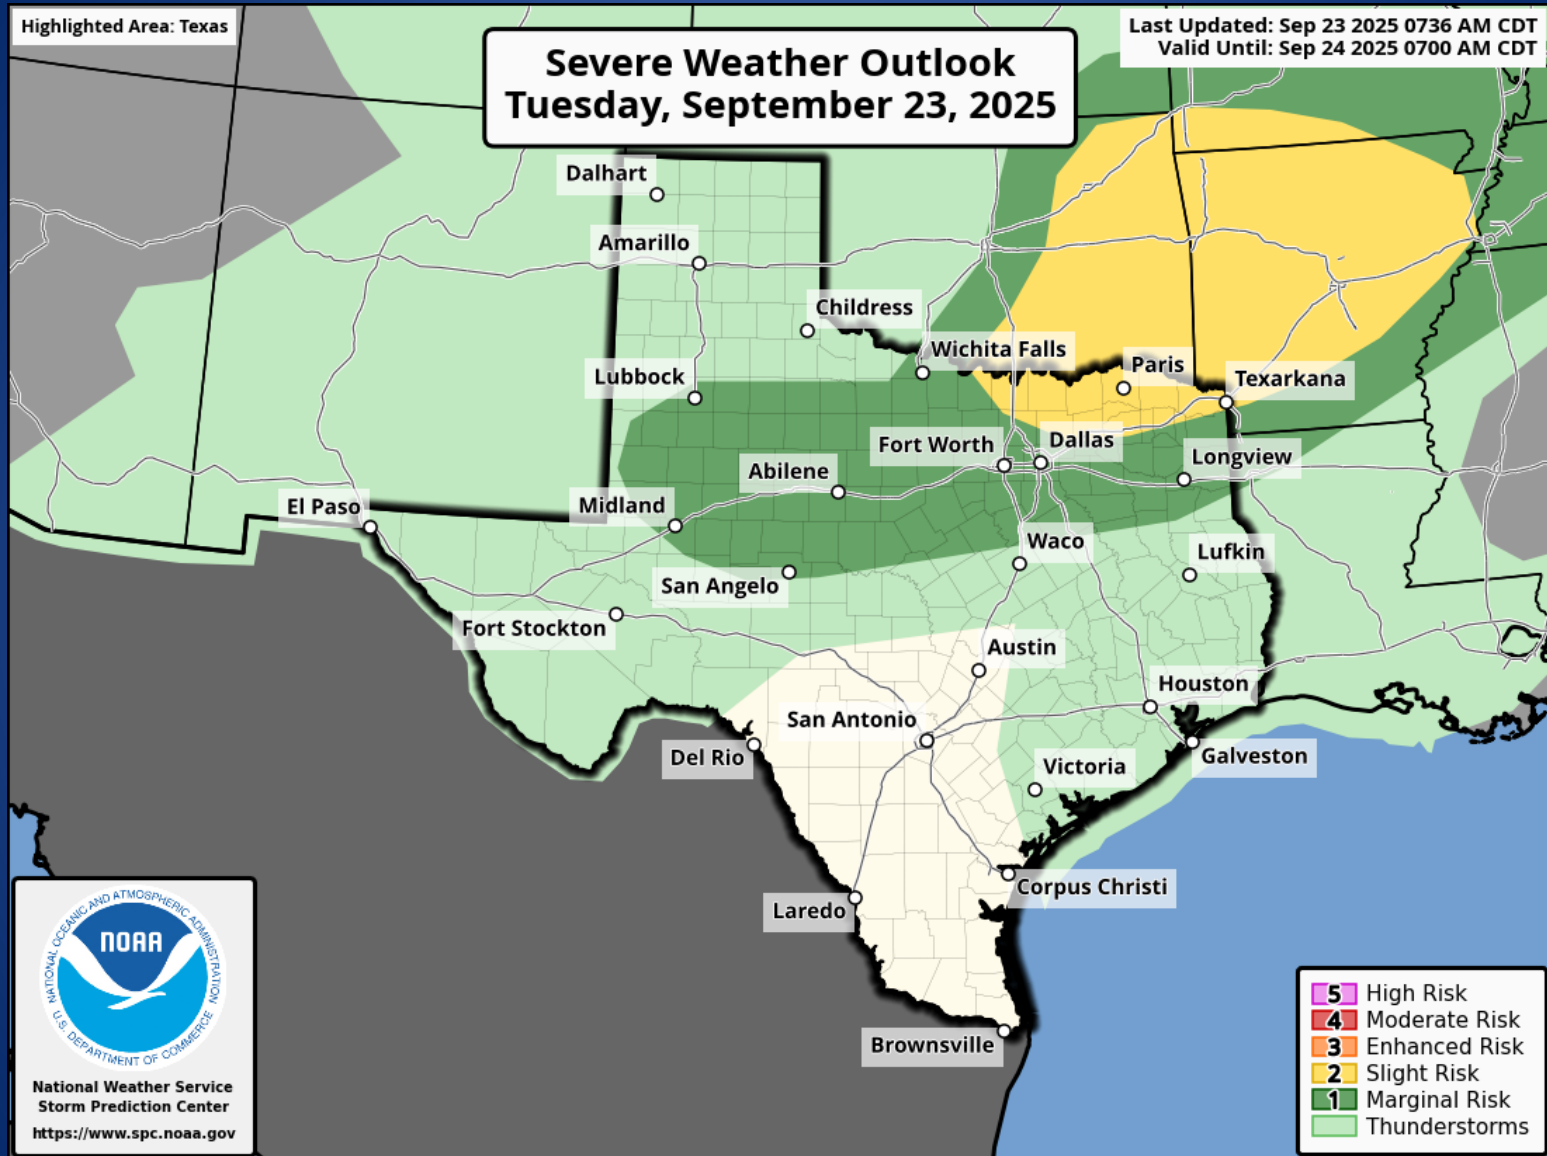 Highlighted Area: Texas
Last Updated: Sep 23 2025 0736 AM CDT
Valid Until: Sep 24 2025 0700 AM CDT
Severe Weather Outlook
Tuesday, September 23, 2025
Dalhart
Amarillo
Childress
Wichita Falls
Paris
Lubbock
Texarkana
Fort Worth
Dallas
Abilene
Longview
El Paso
Midland
Waco
Lufkin
San Angelo
Fort Stockton
Austin
Houston
San Antonio
Del Rio
Galveston
Victoria
Corpus Christi
Laredo
Brownsville
NATIONAL OCEANIC AND ATMOSPHERIC ADMINISTRATION
NOAA
U.S. DEPARTMENT OF COMMERCE
National Weather Service
Storm Prediction Center
https://www.spc.noaa.gov
5 High Risk
4 Moderate Risk
3 Enhanced Risk
2 Slight Risk
1 Marginal Risk
Thunderstorms